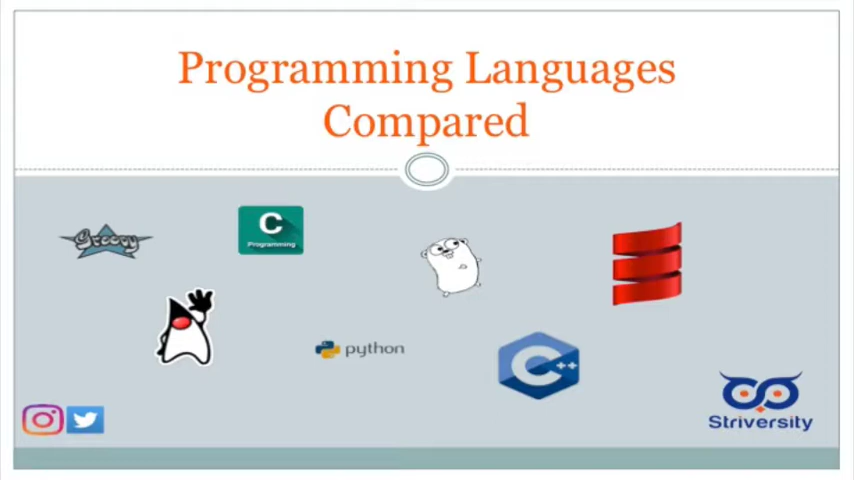 Programming Languages
Compared
Groovy
C
Programming
python
C++
Striversity